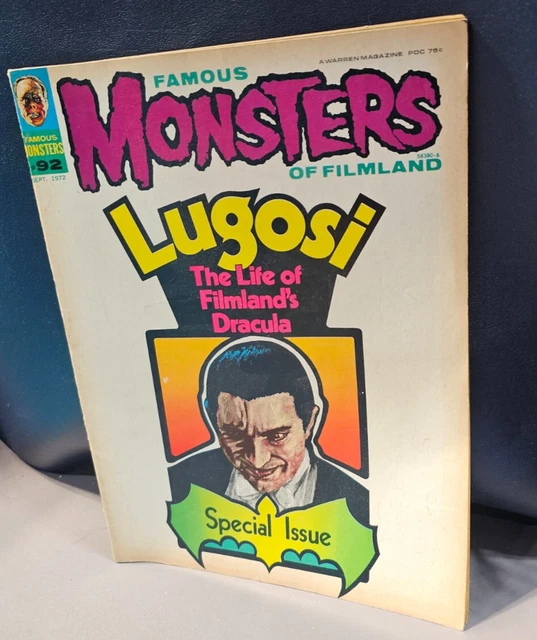 A WARREN MAGAZINE PDC 75¢
FAMOUS
MONSTERS
OF FILMLAND
FAMOUS
MONSTERS
#92
SEPT. 1972
Lugosi
The Life of
Filmland's
Dracula
Special Issue